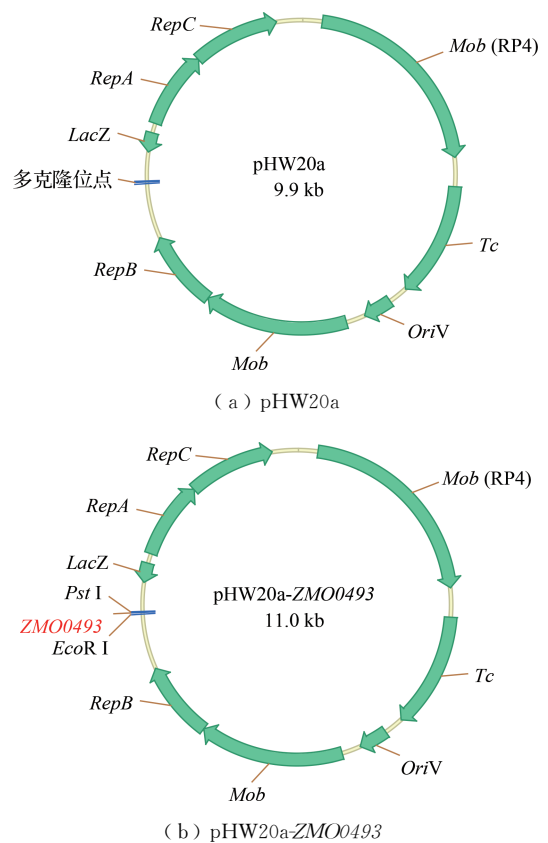 RepC
Mob (RP4)
RepA
LacZ
pHW20a
9.9 kb
多克隆位点
Tc
RepB
OriV
Mob
（a）pHW20a
RepC
Mob (RP4)
RepA
LacZ
Pst I
pHW20a-ZMO0493
ZMO0493
11.0 kb
EcoR I
Tc
RepB
OriV
Mob
（b）pHW20a-ZMO0493